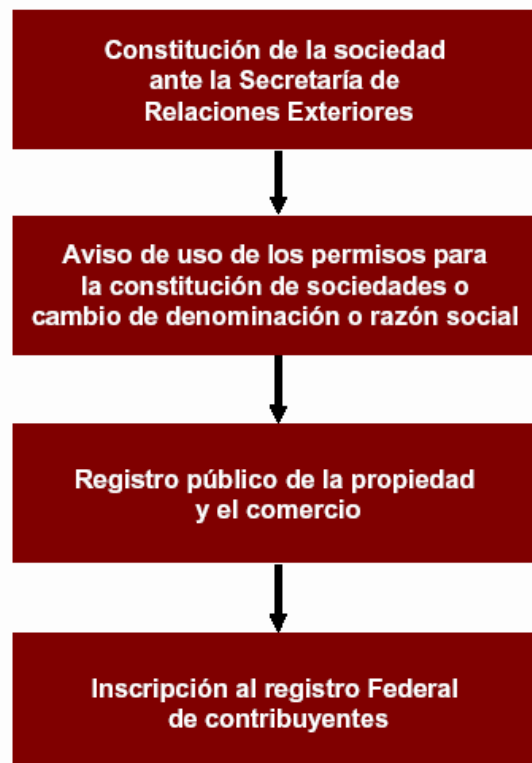 Constitución de la sociedad
ante la Secretaría de
Relaciones Exteriores
Aviso de uso de los permisos para
la constitución de sociedades o
cambio de denominación o razón social
Registro público de la propiedad
y el comercio
Inscripción al registro Federal
de contribuyentes